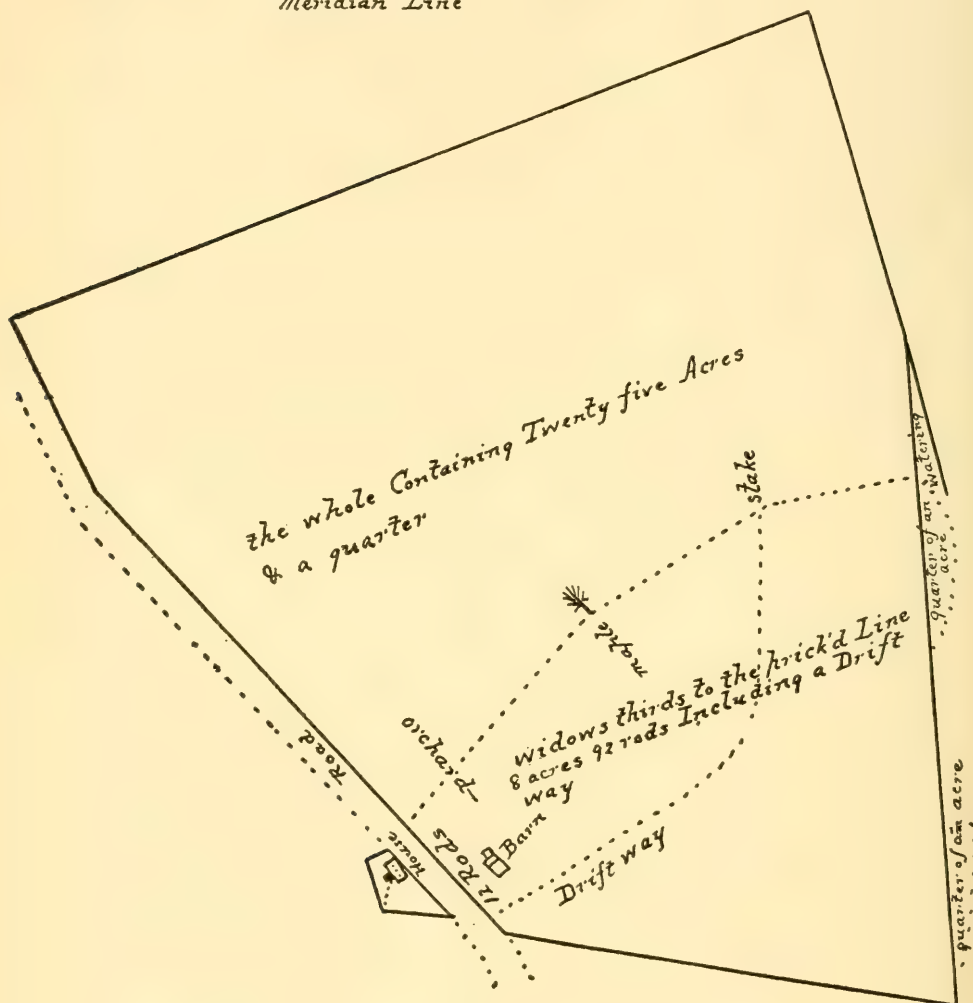 Meridian Line
the whole Containing Twenty five Acres
& a quarter
stake
quarter of an
acre
watering
maple
widows thirds to the prick'd Line
8 acres 92 rods Including a Drift
way
orchard
Road
House
12 Rods
Barn
Drift way
quarter of an acre